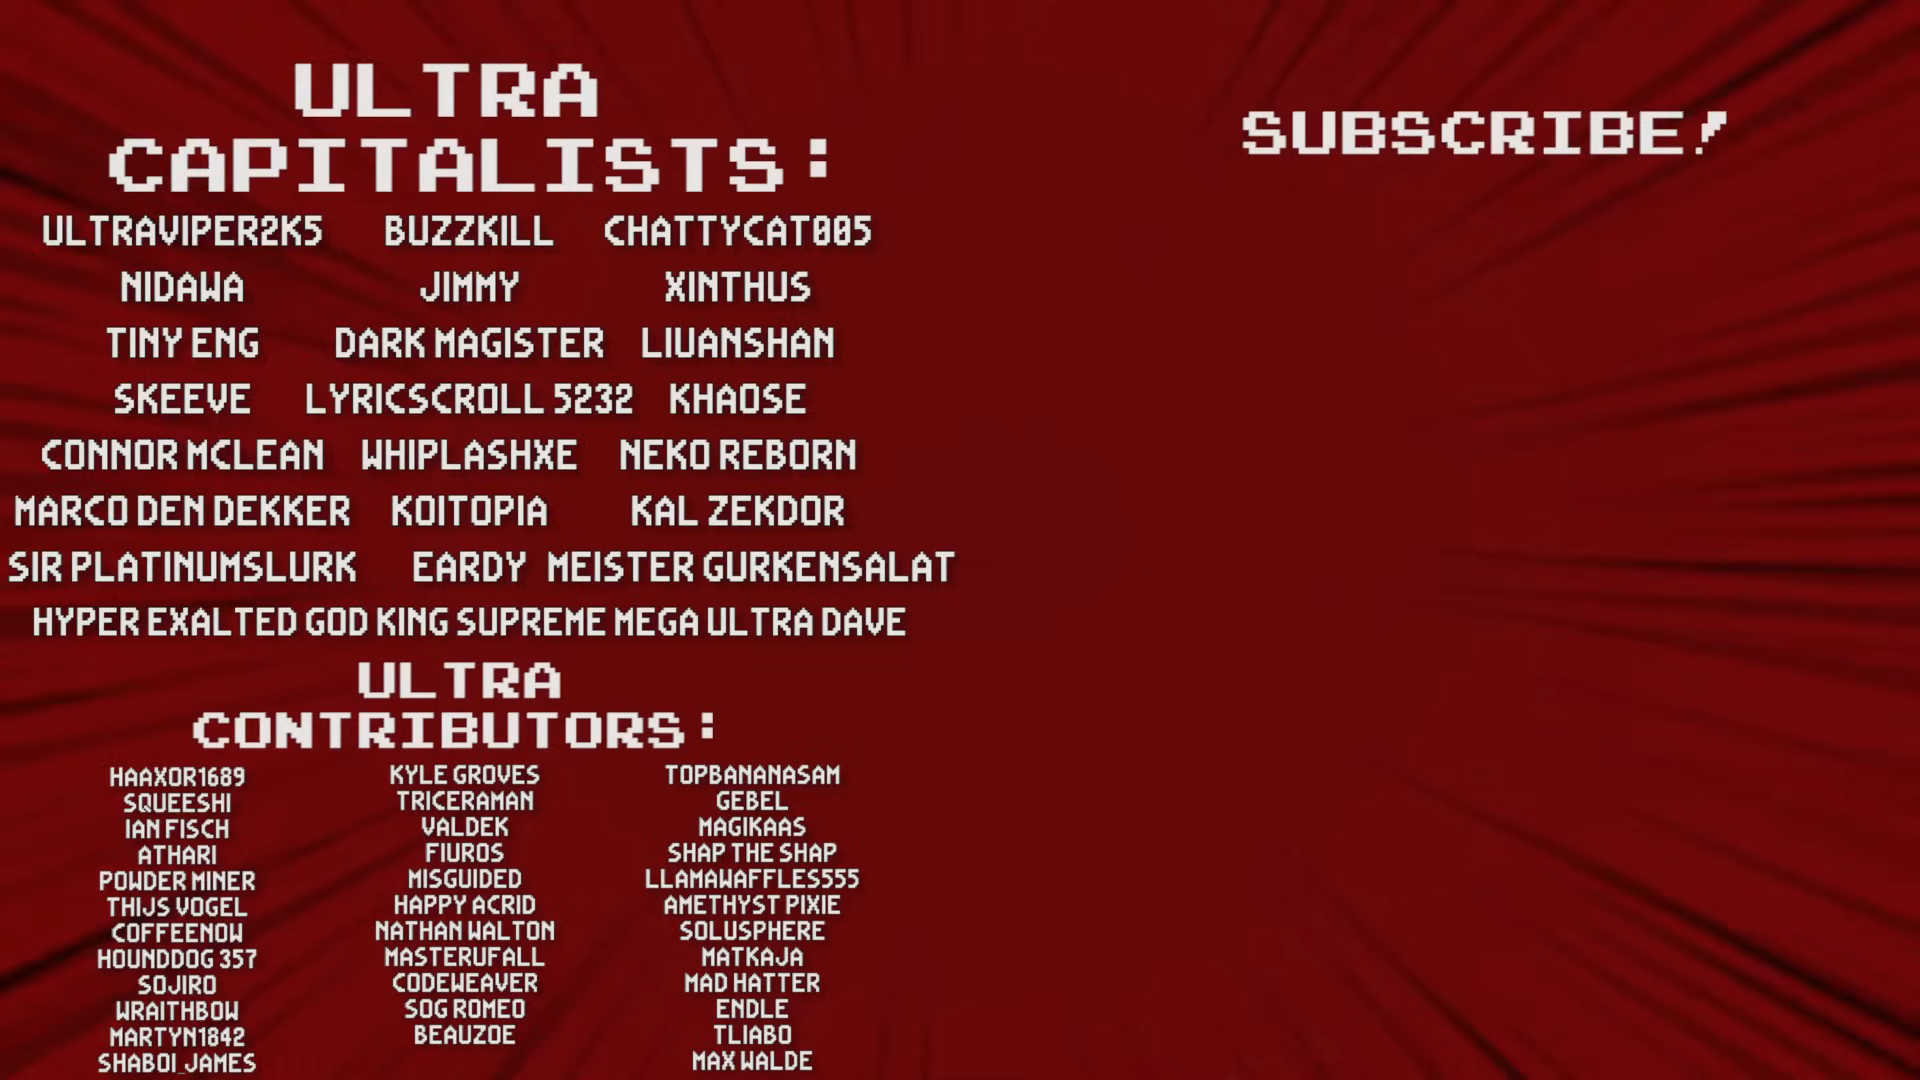 ULTRA
CAPITALISTS:
SUBSCRIBE!
ULTRAVIPER2K5 BUZZKILL CHATTYCAT005
NIDAWA JIMMY XINTHUS
TINY ENG DARK MAGISTER LIUANSHAN
SKEEVE LYRICSCROLL 5232 KHAOSE
CONNOR MCLEAN WHIPLASHXE NEKO REBORN
MARCO DEN DEKKER KOITOPIA KAL ZEKDOR
SIR PLATINUMSLURK EARDY MEISTER GURKENSALAT
HYPER EXALTED GOD KING SUPREME MEGA ULTRA DAVE
ULTRA
CONTRIBUTORS:
HAAXOR1689 KYLE GROVES TOPBANANASAM
SQUEESHI TRICERAMAN GEBEL
IAN FISCH VALDEK MAGIKAAS
ATHARI FIUROS SHAP THE SHAP
POWDER MINER MISGUIDED LLAMAWAFFLES555
THIJS VOGEL HAPPY ACRID AMETHYST PIXIE
COFFEENOW NATHAN WALTON SOLUSPHERE
HOUNDDOG 357 MASTERUFALL MATKAJA
SOJIRO CODEWEAVER MAD HATTER
WRAITHBOW SOG ROMEO ENDLE
MARTYN1842 BEAUZOE TLIABO
SHABOI_JAMES MAX WALDE